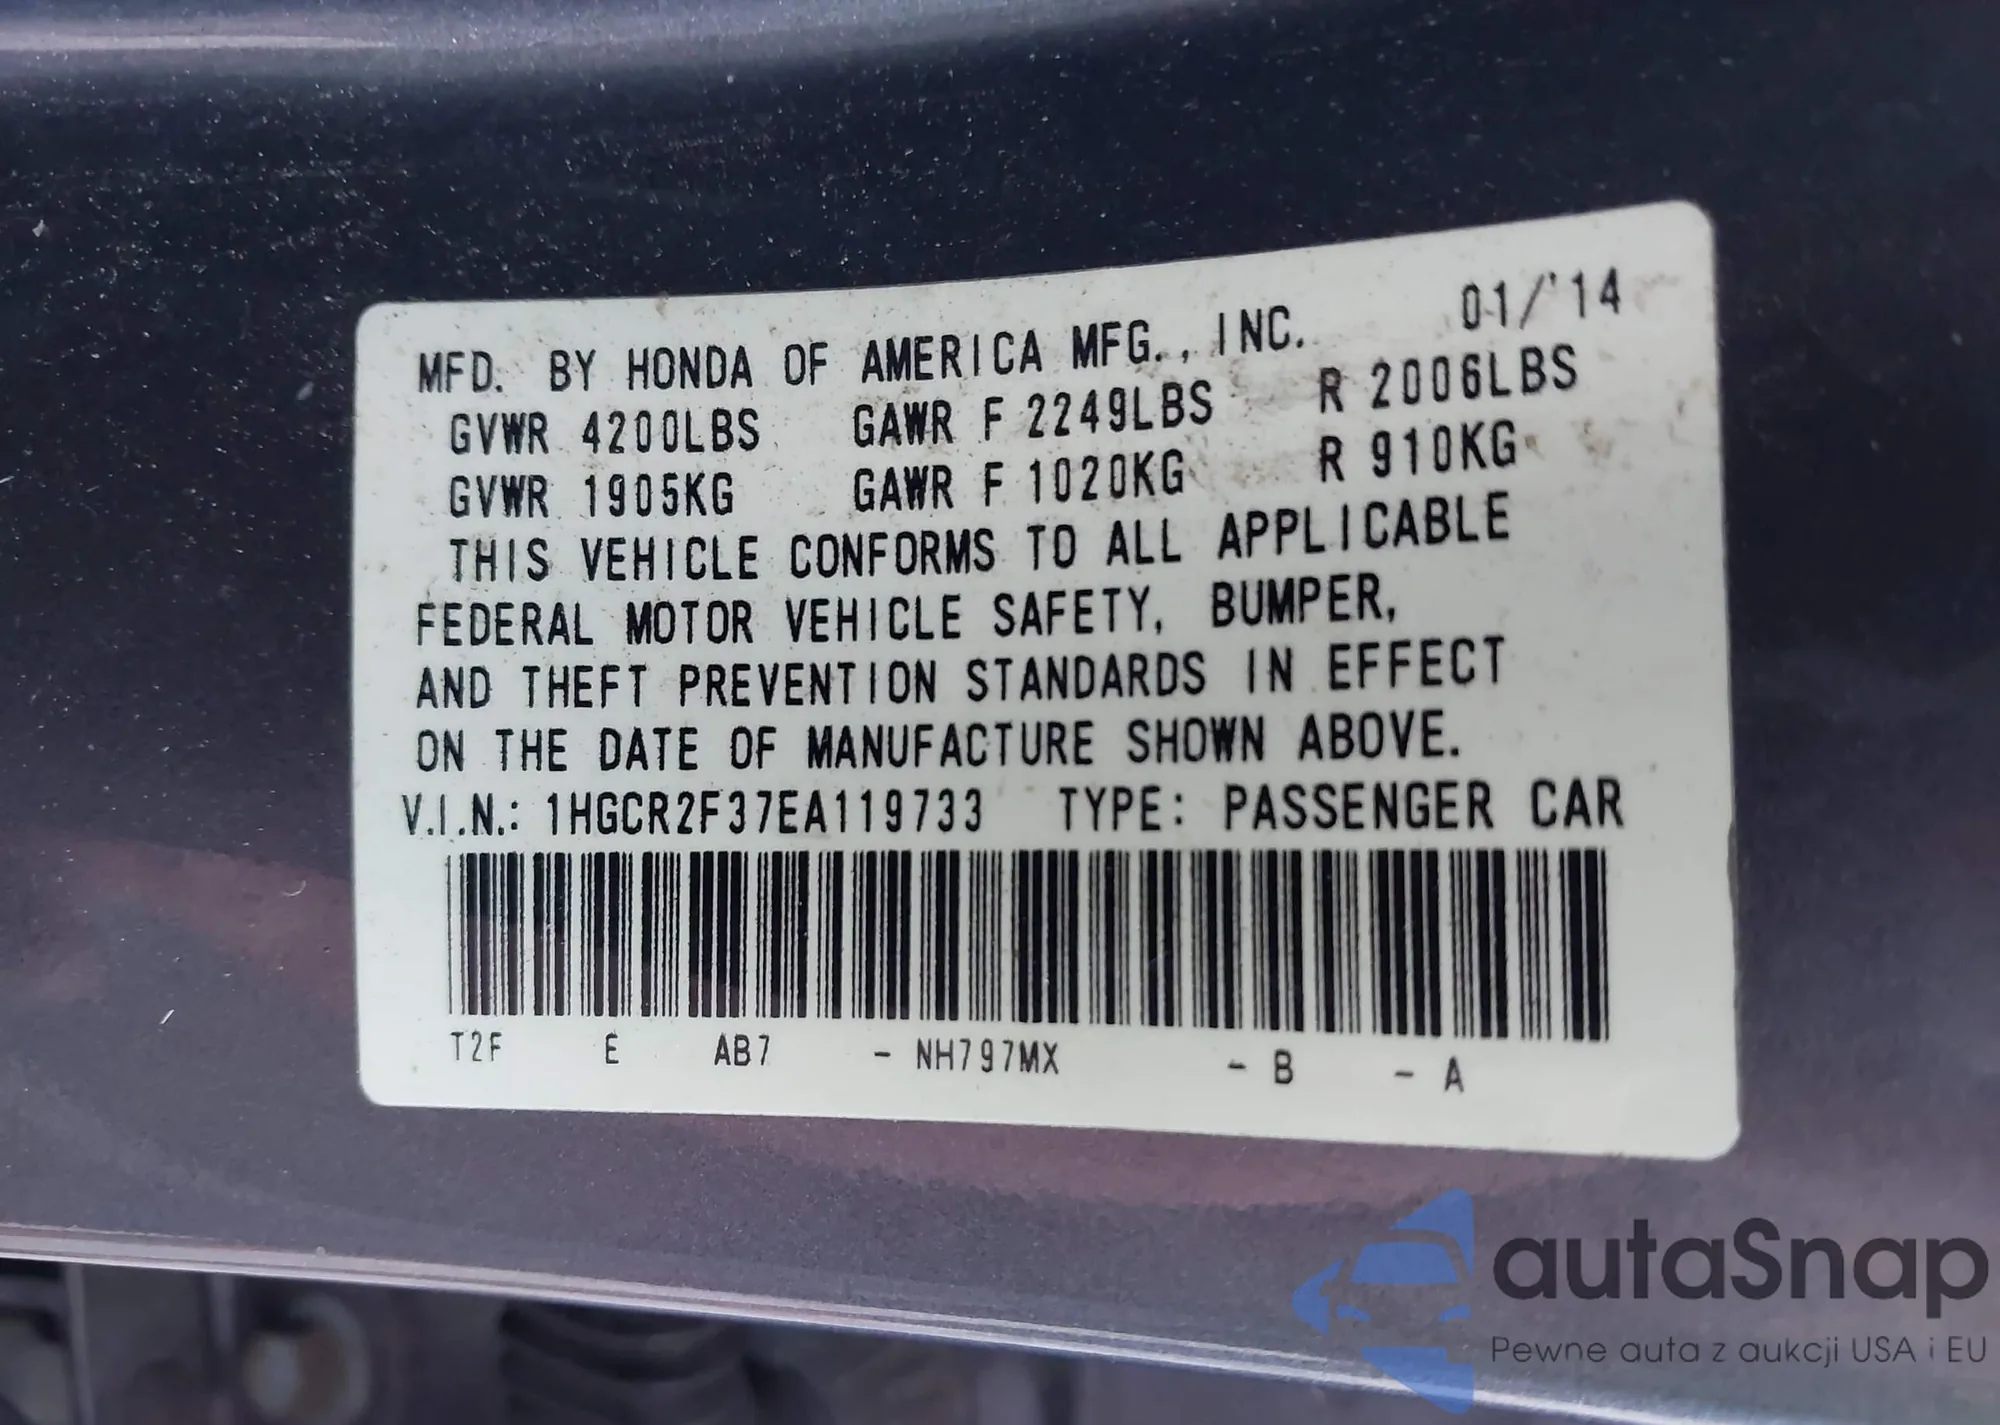 MFD. BY HONDA OF AMERICA MFG., INC. 01/'14
GVWR 4200LBS GAWR F 2249LBS R 2006LBS
GVWR 1905KG GAWR F 1020KG R 910KG
THIS VEHICLE CONFORMS TO ALL APPLICABLE
FEDERAL MOTOR VEHICLE SAFETY, BUMPER,
AND THEFT PREVENTION STANDARDS IN EFFECT
ON THE DATE OF MANUFACTURE SHOWN ABOVE.
V.I.N.: 1HGCR2F37EA119733 TYPE: PASSENGER CAR
T2F E AB7 - NH797MX - B - A
autaSnap
Pewne auta z aukcji USA i EU